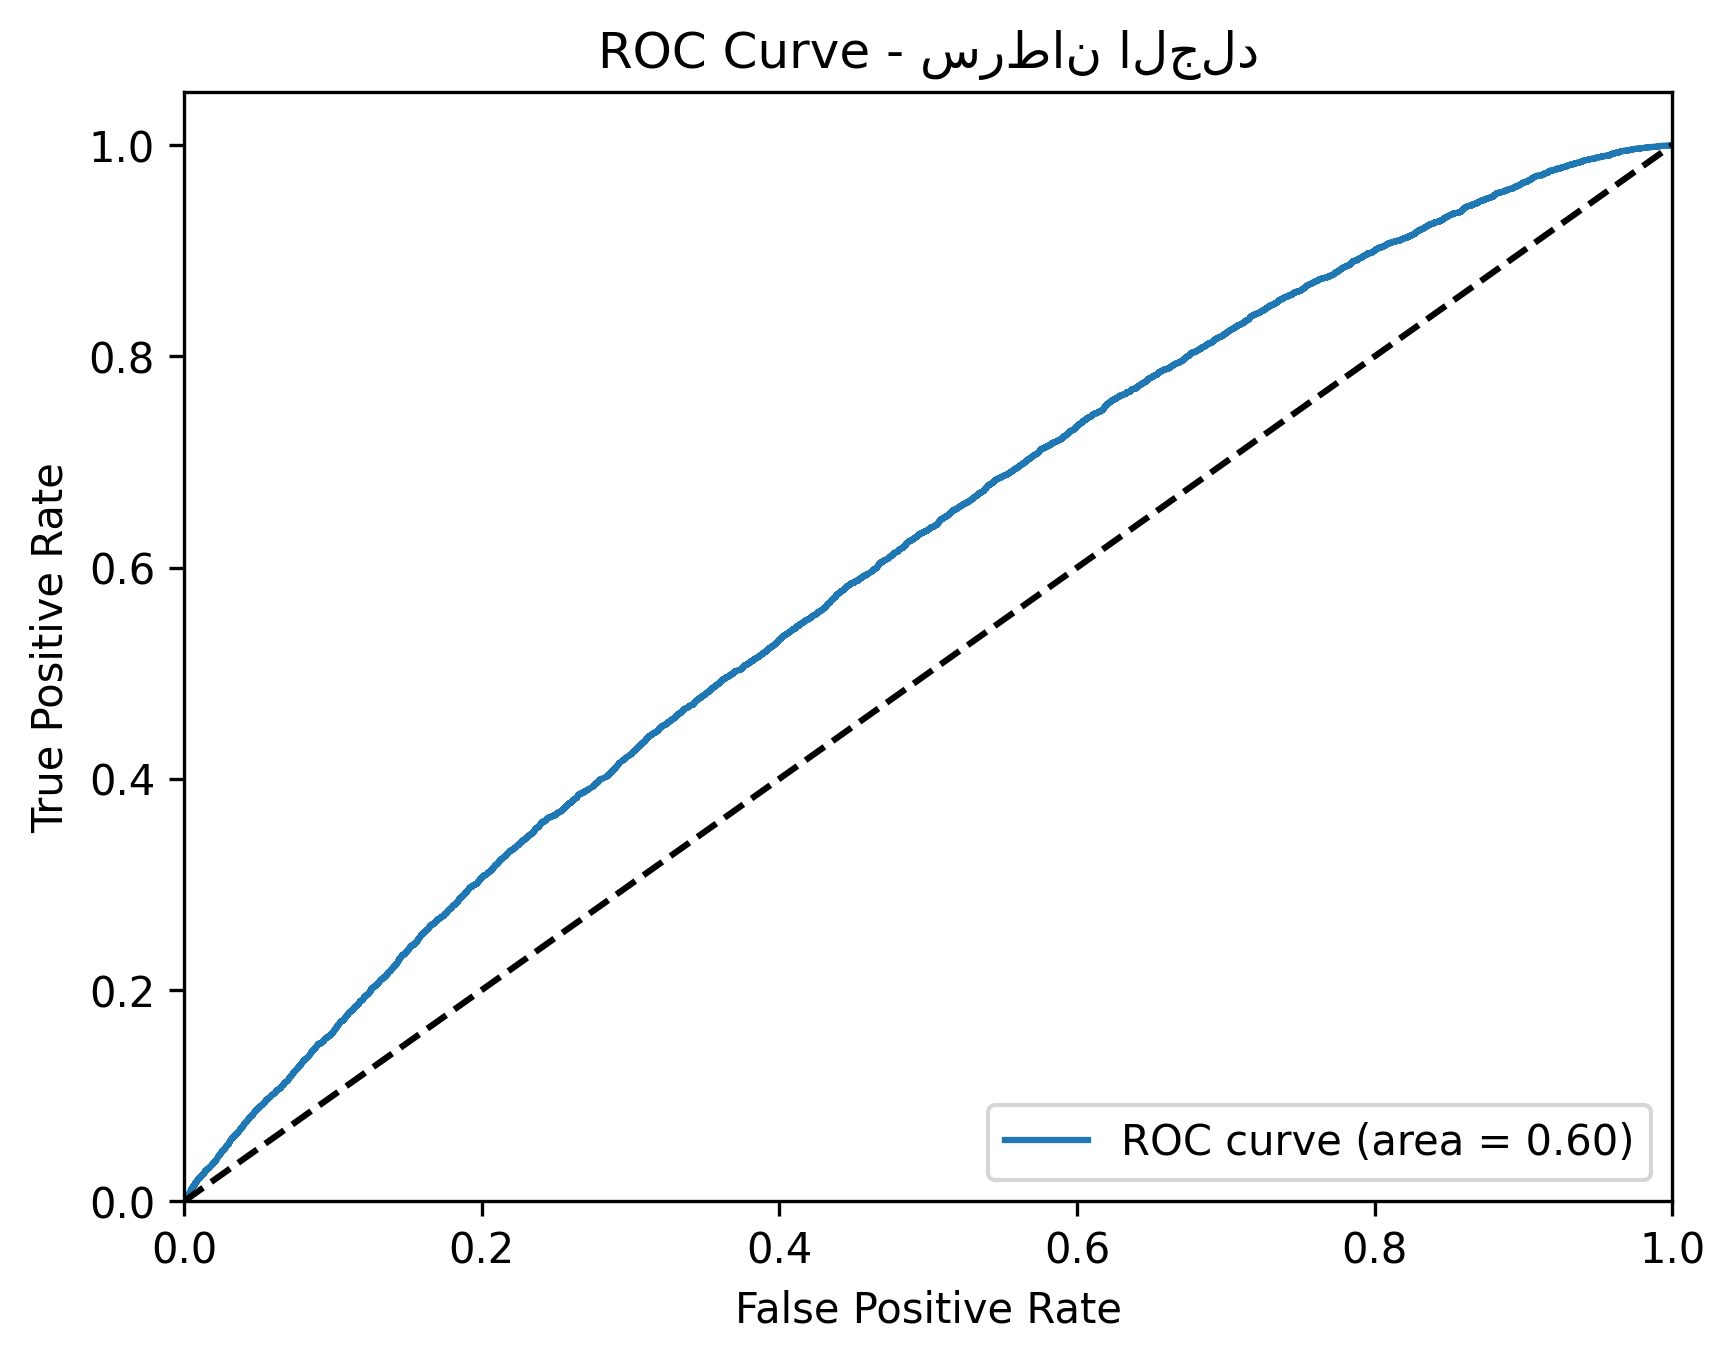 ROC Curve - سرطان الجلد
True Positive Rate
1.0
0.8
0.6
0.4
0.2
0.0
0.0 0.2 0.4 0.6 0.8 1.0
False Positive Rate
ROC curve (area = 0.60)